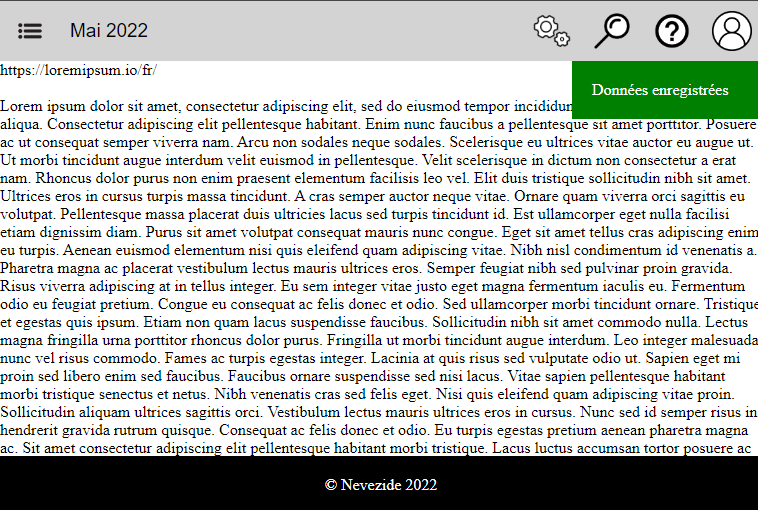 Mai 2022
https://loremipsum.io/fr/
Données enregistrées
Lorem ipsum dolor sit amet, consectetur adipiscing elit, sed do eiusmod tempor incididun
aliqua. Consectetur adipiscing elit pellentesque habitant. Enim nunc faucibus a pellentesque sit amet porttitor. Posuere
ac ut consequat semper viverra nam. Arcu non sodales neque sodales. Scelerisque eu ultrices vitae auctor eu augue ut.
Ut morbi tincidunt augue interdum velit euismod in pellentesque. Velit scelerisque in dictum non consectetur a erat
nam. Rhoncus dolor purus non enim praesent elementum facilisis leo vel. Elit duis tristique sollicitudin nibh sit amet.
Ultrices eros in cursus turpis massa tincidunt. A cras semper auctor neque vitae. Ornare quam viverra orci sagittis eu
volutpat. Pellentesque massa placerat duis ultricies lacus sed turpis tincidunt id. Est ullamcorper eget nulla facilisi
etiam dignissim diam. Purus sit amet volutpat consequat mauris nunc congue. Eget sit amet tellus cras adipiscing enim
eu turpis. Aenean euismod elementum nisi quis eleifend quam adipiscing vitae. Nibh nisl condimentum id venenatis a.
Pharetra magna ac placerat vestibulum lectus mauris ultrices eros. Semper feugiat nibh sed pulvinar proin gravida.
Risus viverra adipiscing at in tellus integer. Eu sem integer vitae justo eget magna fermentum iaculis eu. Fermentum
odio eu feugiat pretium. Congue eu consequat ac felis donec et odio. Sed ullamcorper morbi tincidunt ornare. Tristique
et egestas quis ipsum. Etiam non quam lacus suspendisse faucibus. Sollicitudin nibh sit amet commodo nulla. Lectus
magna fringilla urna porttitor rhoncus dolor purus. Fringilla ut morbi tincidunt augue interdum. Leo integer malesuada
nunc vel risus commodo. Fames ac turpis egestas integer. Lacinia at quis risus sed vulputate odio ut. Sapien eget mi
proin sed libero enim sed faucibus. Faucibus ornare suspendisse sed nisi lacus. Vitae sapien pellentesque habitant
morbi tristique senectus et netus. Nibh venenatis cras sed felis eget. Nisi quis eleifend quam adipiscing vitae proin.
Sollicitudin aliquam ultrices sagittis orci. Vestibulum lectus mauris ultrices eros in cursus. Nunc sed id semper risus in
hendrerit gravida rutrum quisque. Consequat ac felis donec et odio. Eu turpis egestas pretium aenean pharetra magna
ac. Sit amet consectetur adipiscing elit pellentesque habitant morbi tristique. Lacus luctus accumsan tortor posuere ac
© Nevezide 2022